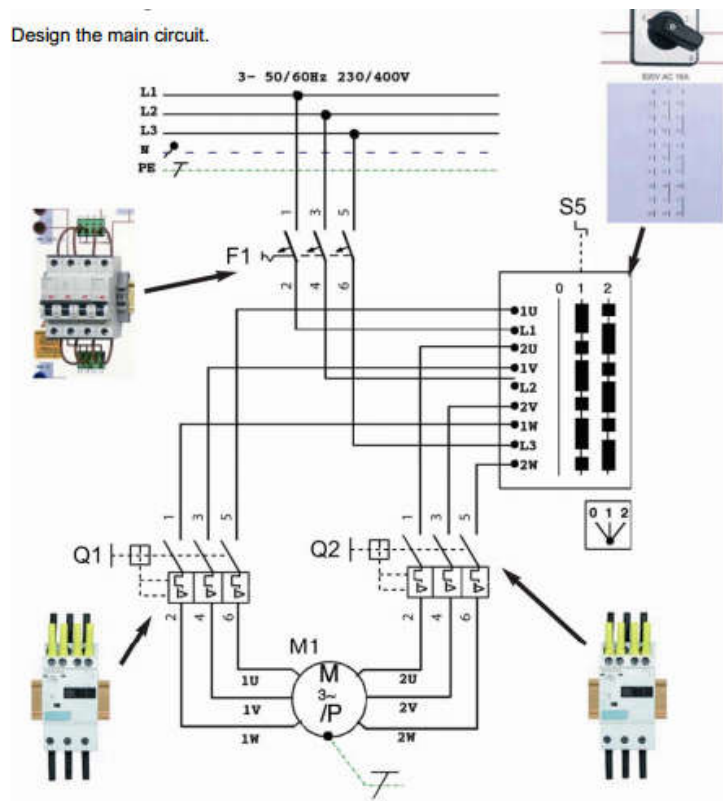 Design the main circuit.
3~ 50/60Hz 230/400V
L1
L2
L3
N
PE
1 3 5
F1
2 4 6
S5
0 1 2
1U
L1
2U
1V
L2
2V
1W
L3
2W
0 1 2
1 3 5
Q1
2 4 6
1 3 5
Q2
2 4 6
M1
M
3~
/P
1U
1V
1W
2U
2V
2W